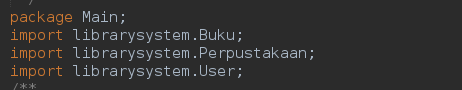 */
package Main;
import librarysystem.Buku;
import librarysystem.Perpustakaan;
import librarysystem.User;
/**